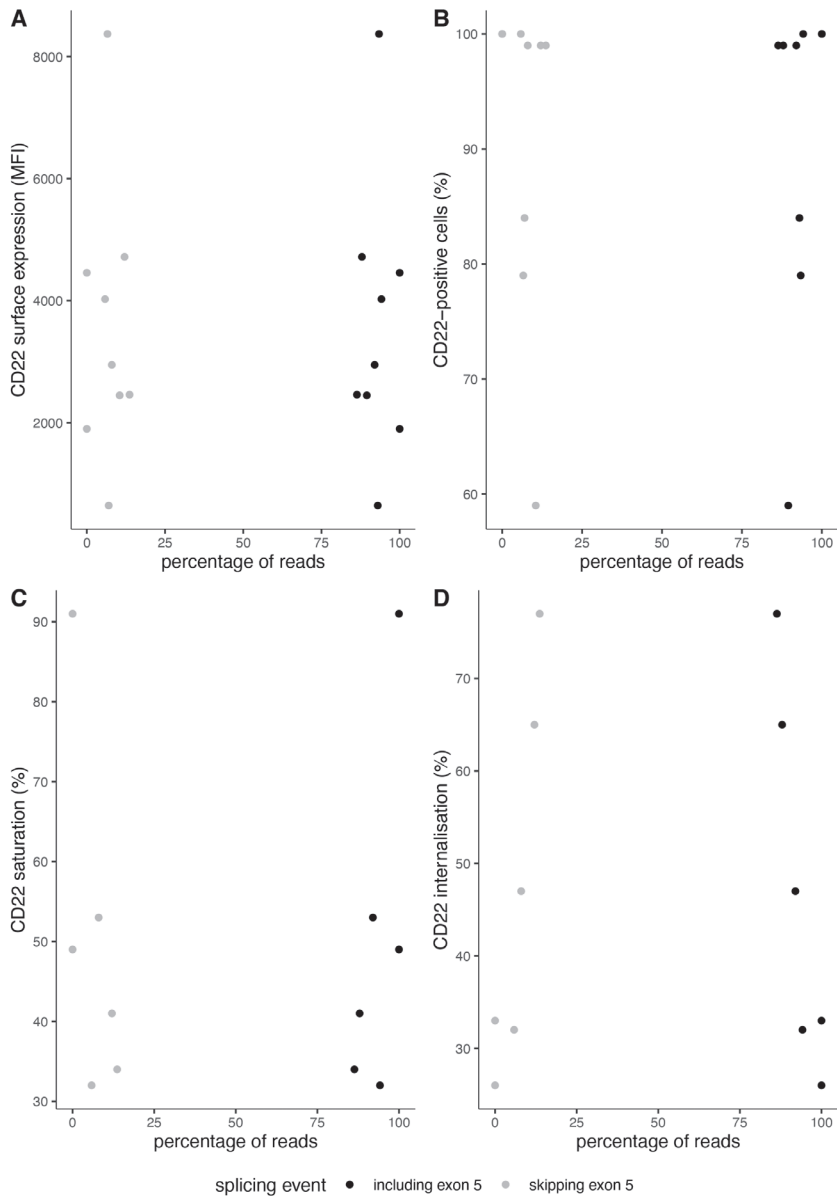 A
CD22 surface expression (MFI)
8000
6000
4000
2000
0 25 50 75 100
percentage of reads
B
CD22−positive cells (%)
100
90
80
70
60
0 25 50 75 100
percentage of reads
C
CD22 saturation (%)
90
80
70
60
50
40
30
0 25 50 75 100
percentage of reads
D
CD22 internalisation (%)
70
60
50
40
30
0 25 50 75 100
percentage of reads
splicing event including exon 5 skipping exon 5